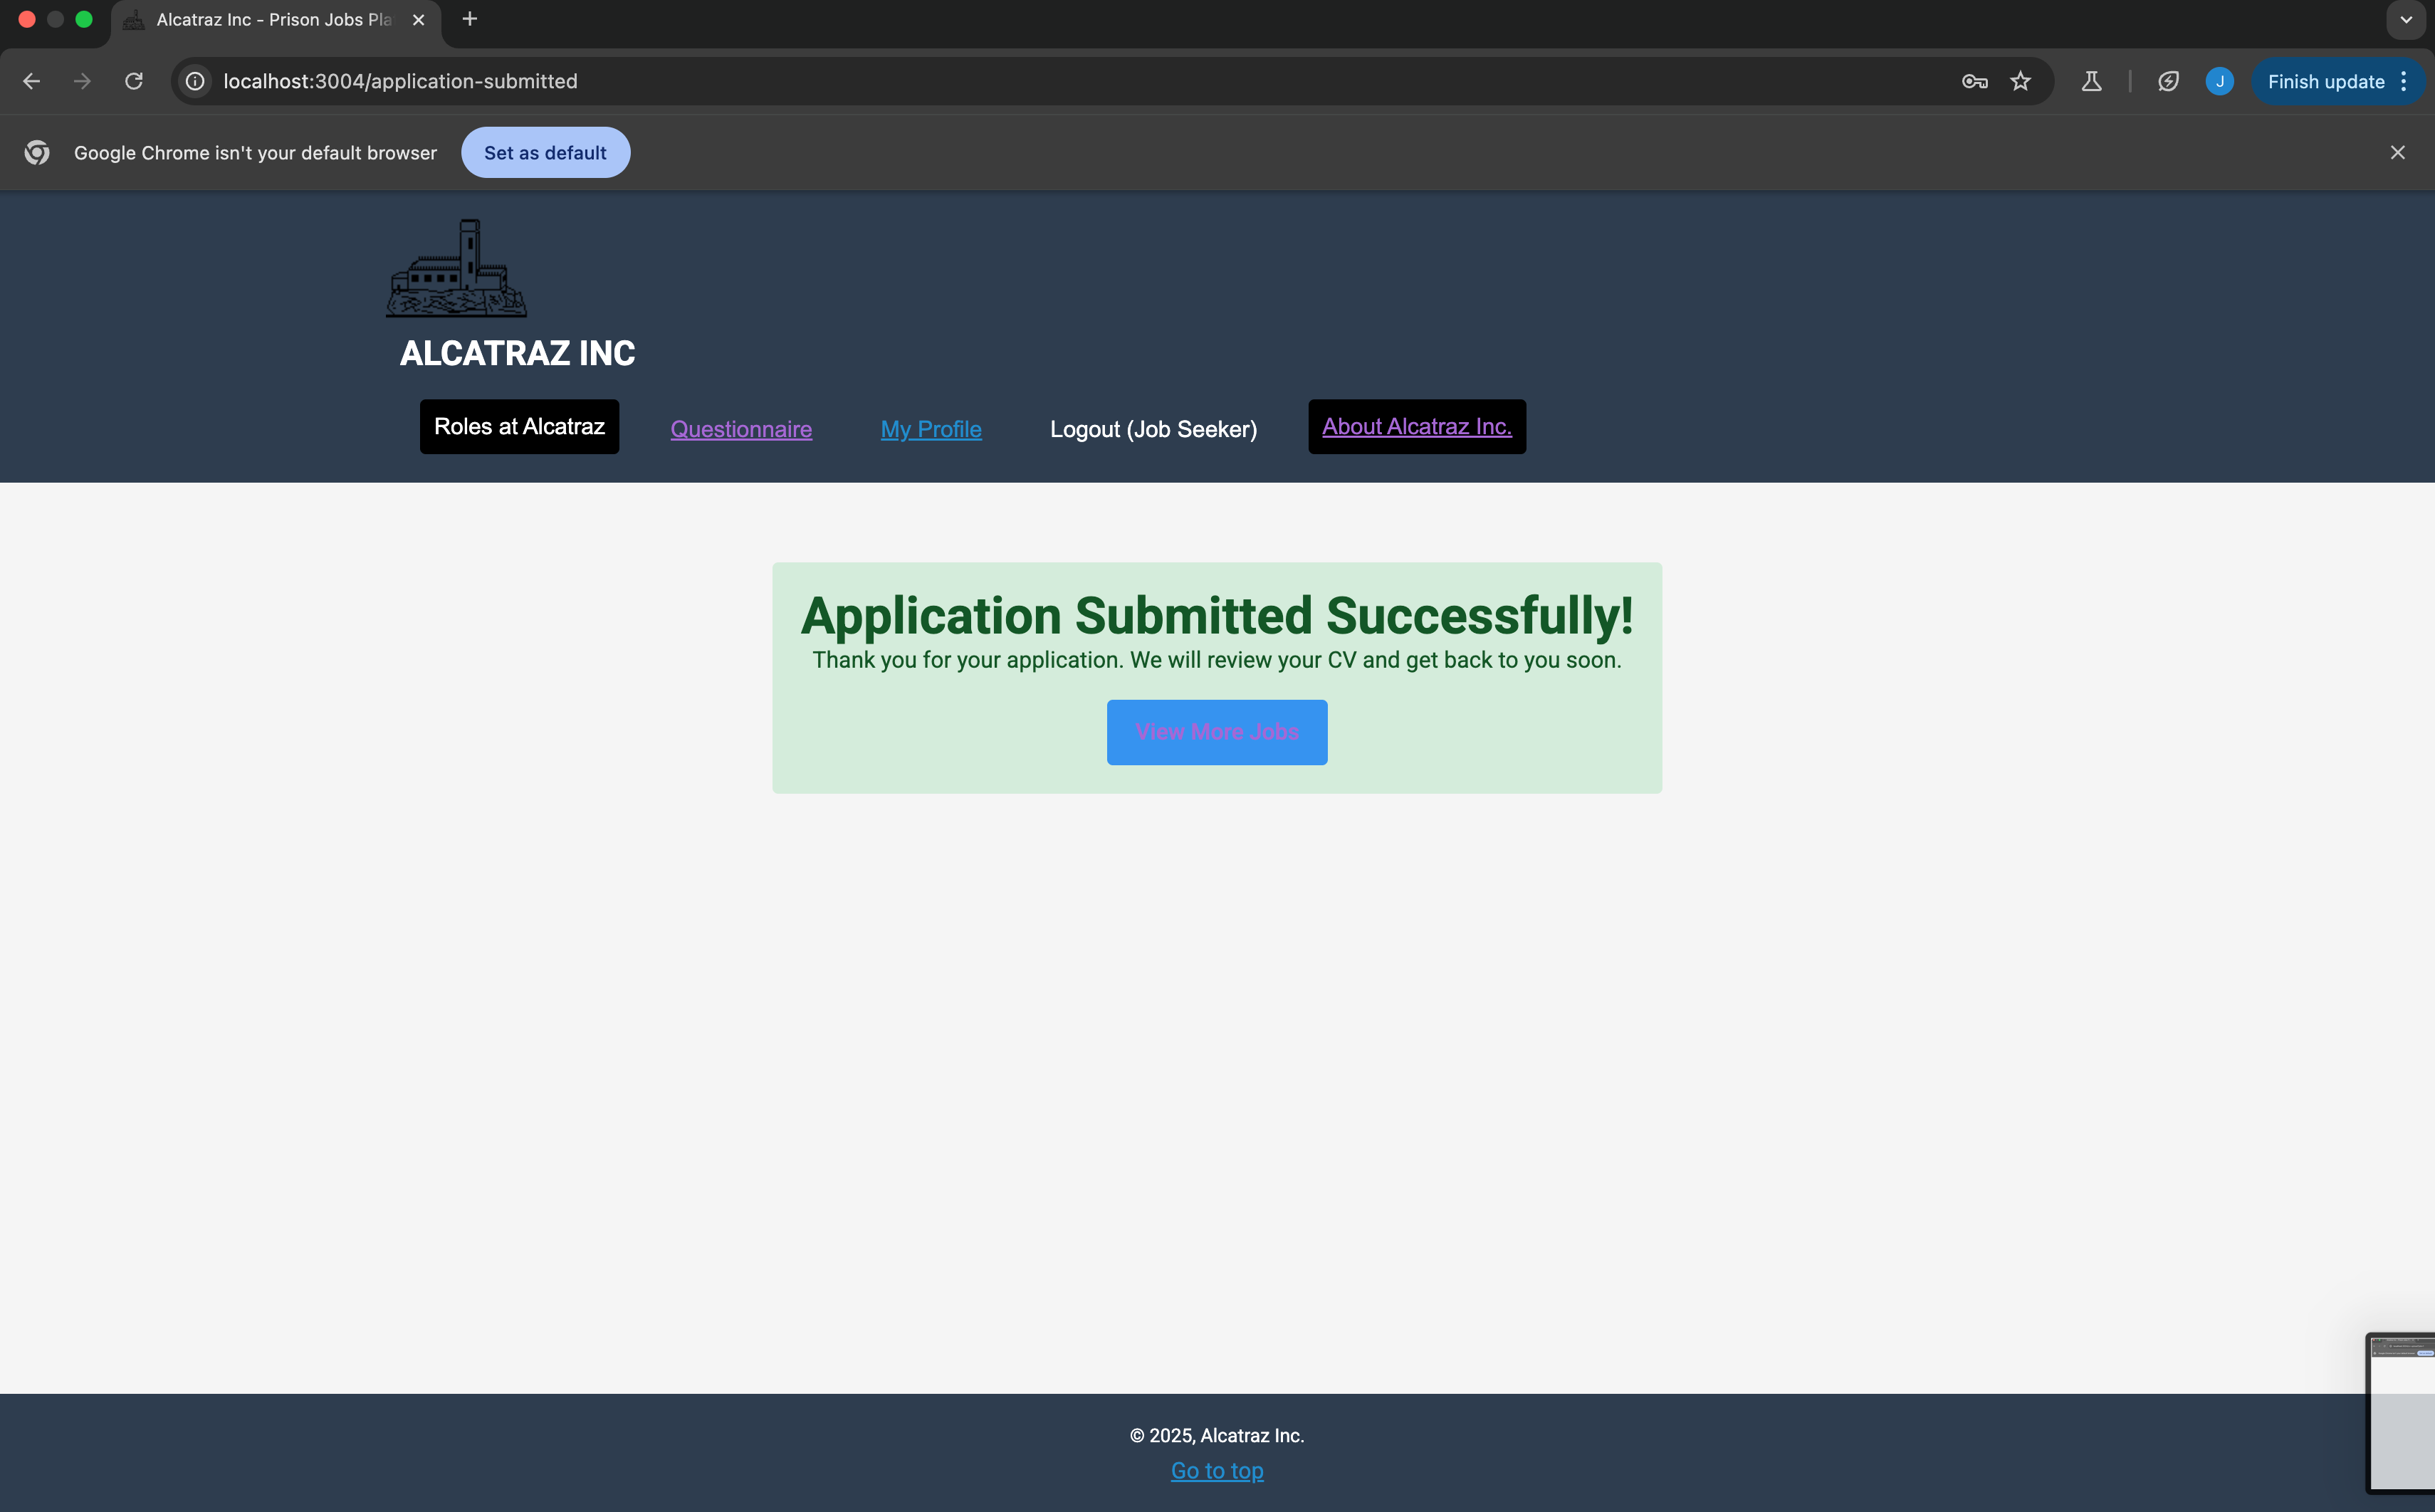 Alcatraz Inc - Prison Jobs Pla
localhost:3004/application-submitted
J
Finish update
Google Chrome isn't your default browser
Set as default
ALCATRAZ INC
Roles at Alcatraz
Questionnaire
My Profile
Logout (Job Seeker)
About Alcatraz Inc.
Application Submitted Successfully!
Thank you for your application. We will review your CV and get back to you soon.
View More Jobs
© 2025, Alcatraz Inc.
Go to top